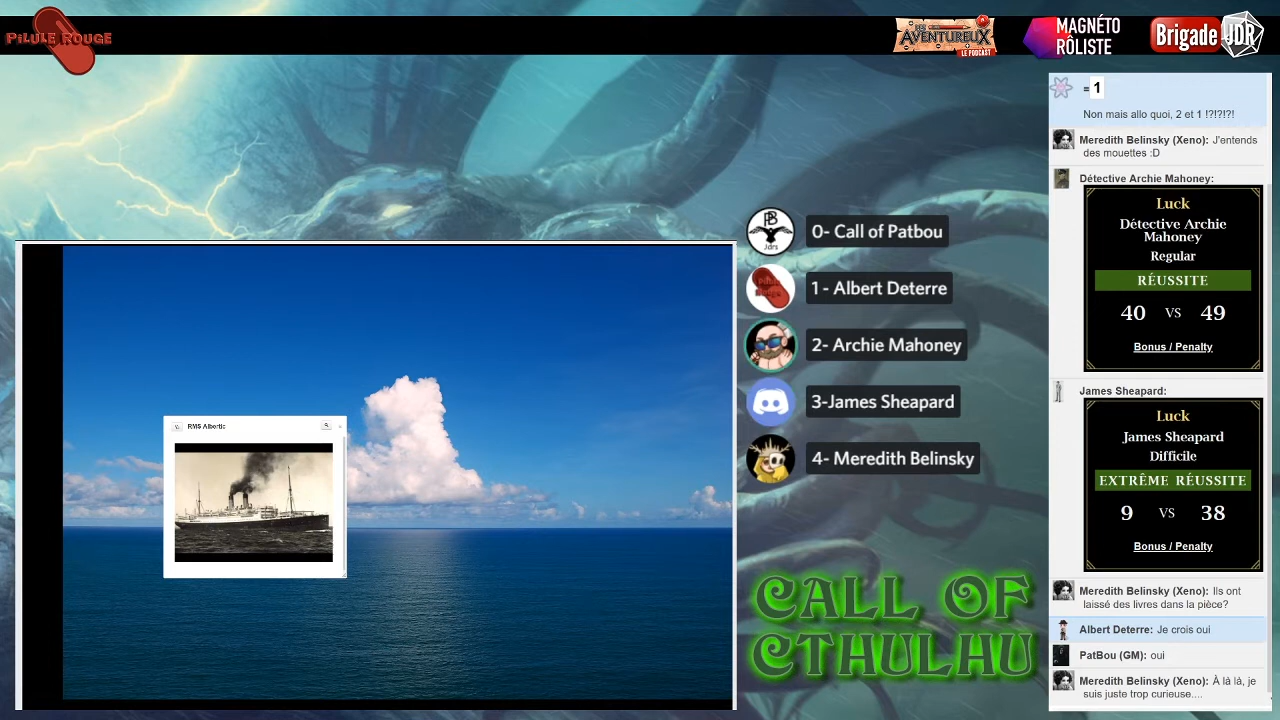 PiLULE ROUGE
LES
AVENTUREUX
LE PODCAST
MAGNÉTO
RÔLISTE
Brigade JDR
=1
Non mais allo quoi, 2 et 1 !?!?!?!
Meredith Belinsky (Xeno): J'entends
des mouettes :D
Détective Archie Mahoney:
Luck
Détective Archie
Mahoney
Regular
RÉUSSITE
40 VS 49
Bonus / Penalty
James Sheapard:
Luck
James Sheapard
Difficile
EXTRÊME RÉUSSITE
9 VS 38
Bonus / Penalty
Meredith Belinsky (Xeno): Ils ont
laissé des livres dans la pièce?
Albert Deterre: Je crois oui
PatBou (GM): oui
Meredith Belinsky (Xeno): À là là, je
suis juste trop curieuse....
PB
Jdrs
0- Call of Patbou
1 - Albert Deterre
2- Archie Mahoney
3-James Sheapard
4- Meredith Belinsky
RMS Albertic
CALL OF
CTHULHU